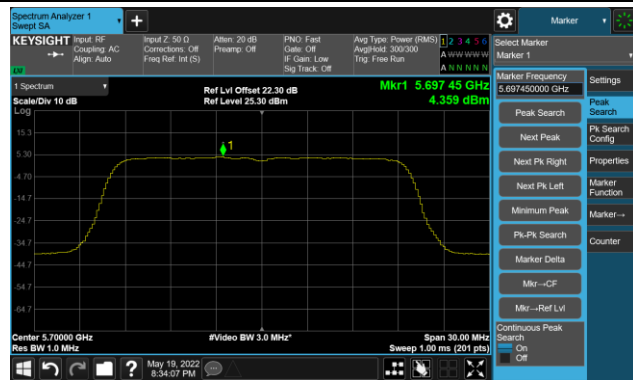 Spectrum Analyzer 1
Swept SA
Marker
KEYSIGHT
Input: RF
Coupling: AC
Align: Auto
Input Z: 50 Ω
Corrections: Off
Freq Ref: Int (S)
Atten: 20 dB
Preamp: Off
PNO: Fast
Gate: Off
IF Gain: Low
Sig Track: Off
Avg Type: Power (RMS)
Avg|Hold: 300/300
Trig: Free Run
1 2 3 4 5 6
A W W W W W
A N N N N N
Select Marker
Marker 1
1 Spectrum
Scale/Div 10 dB
Log
Ref Lvl Offset 22.30 dB
Ref Level 25.30 dBm
Mkr1 5.697 45 GHz
4.359 dBm
15.3
5.30
-4.70
-14.7
-24.7
-34.7
-44.7
-54.7
-64.7
1
Center 5.70000 GHz
Res BW 1.0 MHz
#Video BW 3.0 MHz*
Span 30.00 MHz
Sweep 1.00 ms (201 pts)
Marker Frequency
5.697450000 GHz
Peak Search
Next Peak
Next Pk Right
Next Pk Left
Minimum Peak
Pk-Pk Search
Marker Delta
Mkr→CF
Mkr→Ref Lvl
Continuous Peak
Search
On
Off
Settings
Peak
Search
Pk Search
Config
Properties
Marker
Function
Marker→
Counter
May 19, 2022
8:34:07 PM